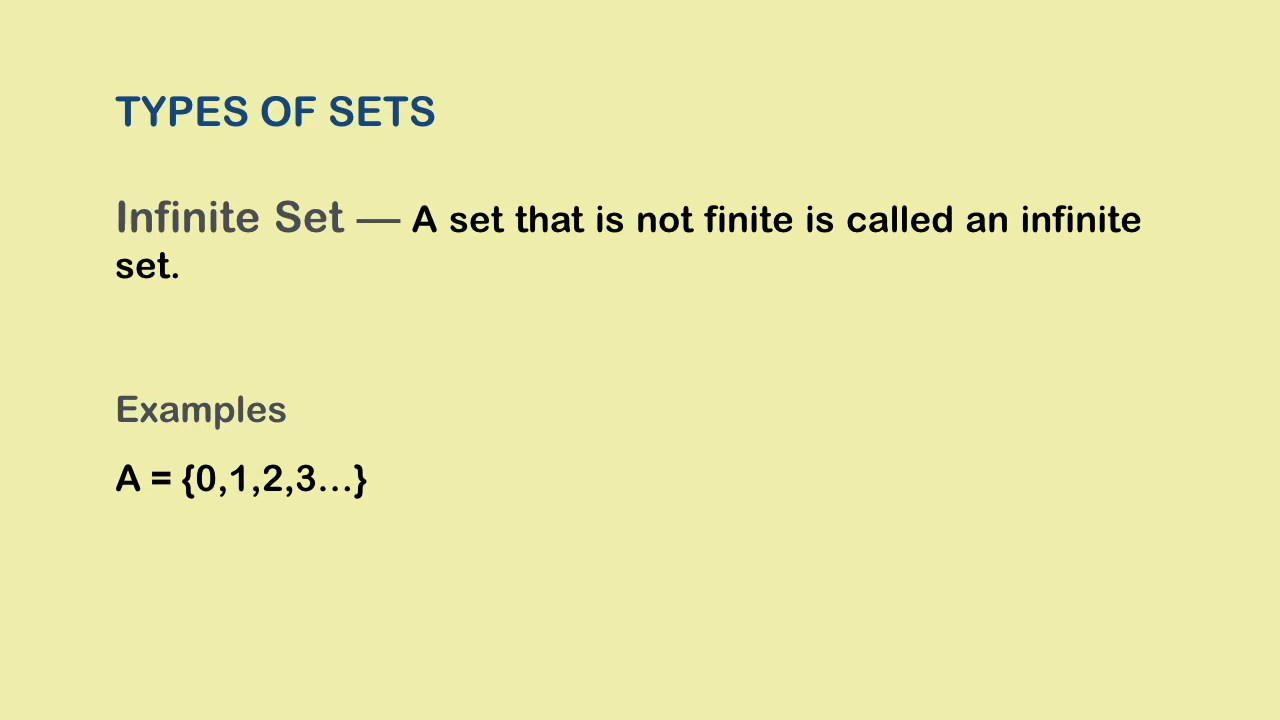 TYPES OF SETS
Infinite Set — A set that is not finite is called an infinite
set.
Examples
A = {0,1,2,3…}